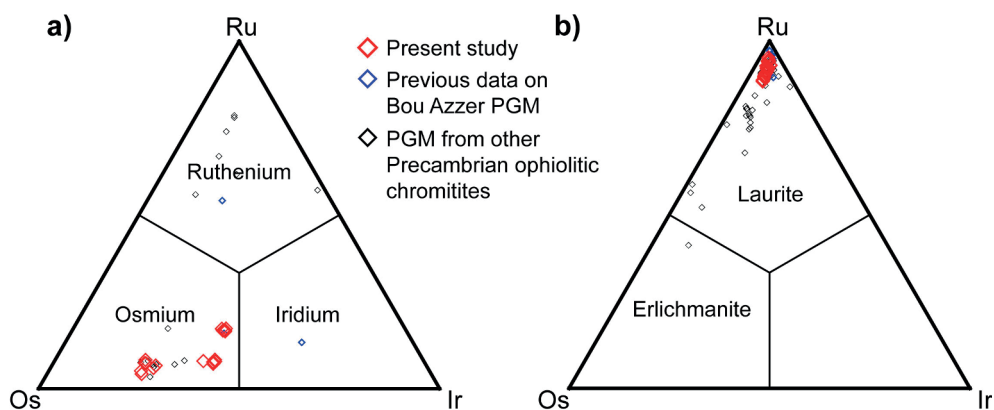 a)
Ru
Ruthenium
Osmium
Iridium
Os
Ir
Present study
Previous data on
Bou Azzer PGM
PGM from other
Precambrian ophiolitic
chromitites
b)
Ru
Laurite
Erlichmanite
Os
Ir